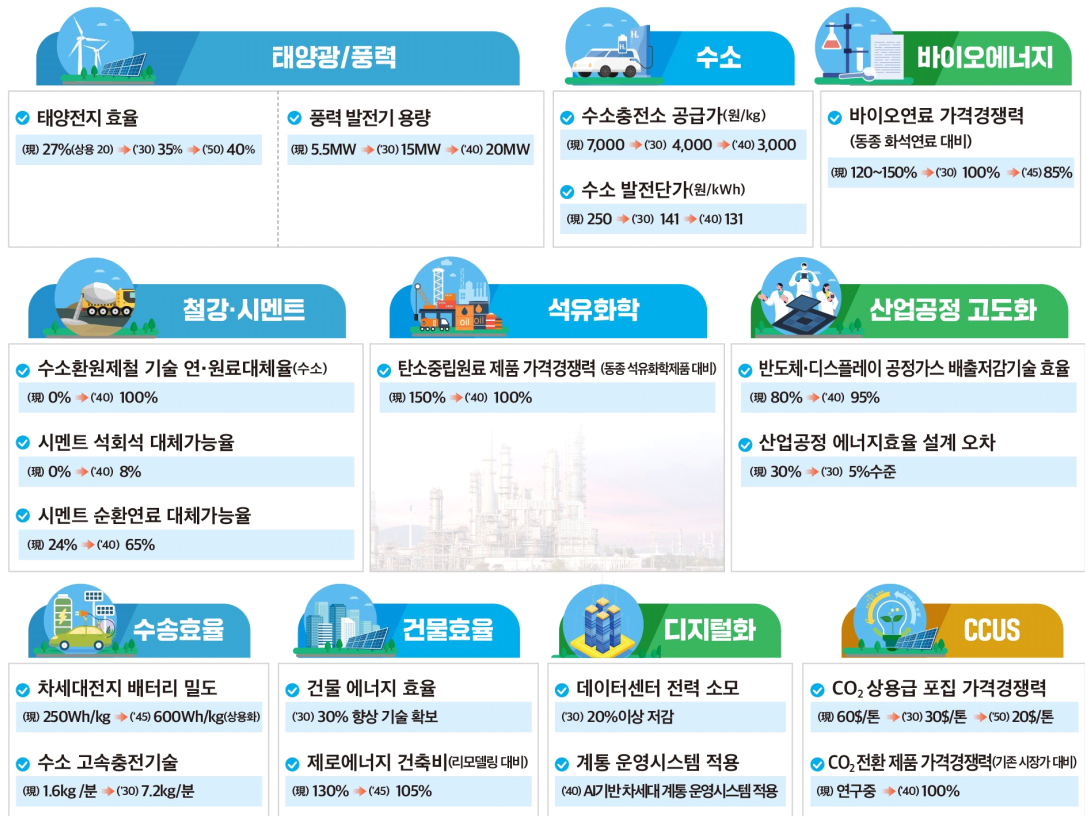 태양광/풍력
태양전지 효율
(現) 27%(상용 20) ➡ ('30) 35% ➡ ('50) 40%
풍력 발전기 용량
(現) 5.5MW ➡ ('30) 15MW ➡ ('40) 20MW
수소
H₂
수소충전소 공급가(원/kg)
(現) 7,000 ➡ ('30) 4,000 ➡ ('40) 3,000
수소 발전단가(원/kWh)
(現) 250 ➡ ('30) 141 ➡ ('40) 131
바이오에너지
바이오연료 가격경쟁력
(동종 화석연료 대비)
(現) 120~150% ➡ ('30) 100% ➡ ('45) 85%
철강·시멘트
수소환원제철 기술 연·원료대체율(수소)
(現) 0% ➡ ('40) 100%
시멘트 석회석 대체가능율
(現) 0% ➡ ('40) 8%
시멘트 순환연료 대체가능율
(現) 24% ➡ ('40) 65%
석유화학
oil oil
탄소중립원료 제품 가격경쟁력 (동종 석유화학제품 대비)
(現) 150% ➡ ('40) 100%
산업공정 고도화
반도체·디스플레이 공정가스 배출저감기술 효율
(現) 80% ➡ ('40) 95%
산업공정 에너지효율 설계 오차
(現) 30% ➡ ('30) 5%수준
수송효율
차세대전지 배터리 밀도
(現) 250Wh/kg ➡ ('45) 600Wh/kg(상용화)
수소 고속충전기술
(現) 1.6kg /분 ➡ ('30) 7.2kg/분
건물효율
건물 에너지 효율
('30) 30% 향상 기술 확보
제로에너지 건축비(리모델링 대비)
(現) 130% ➡ ('45) 105%
디지털화
데이터센터 전력 소모
('30) 20%이상 저감
계통 운영시스템 적용
('40) AI기반 차세대 계통 운영시스템 적용
CCUS
CO₂ 상용급 포집 가격경쟁력
(現) 60$/톤 ➡ ('30) 30$/톤 ➡ ('50) 20$/톤
CO₂ 전환 제품 가격경쟁력(기존 시장가 대비)
(現) 연구중 ➡ ('40) 100%